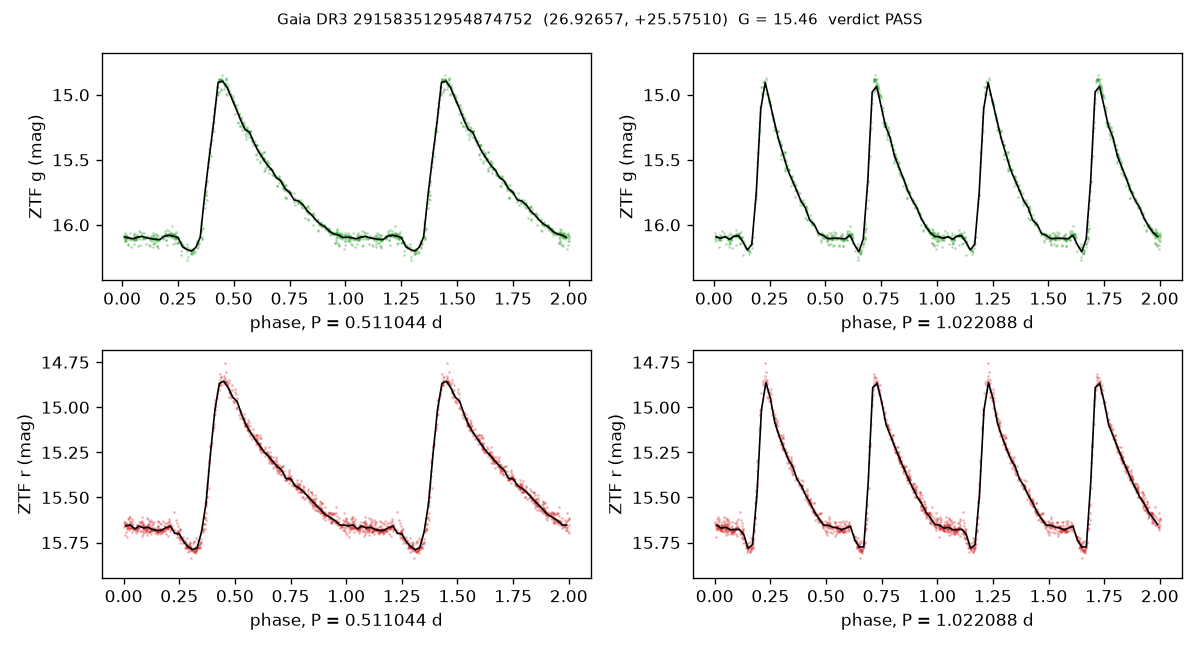 Gaia DR3 291583512954874752  (26.92657, +25.57510)  G = 15.46  verdict PASS
ZTF g (mag)
15.0
15.5
16.0
0.00 0.25 0.50 0.75 1.00 1.25 1.50 1.75 2.00
phase, P = 0.511044 d
ZTF g (mag)
15.0
15.5
16.0
0.00 0.25 0.50 0.75 1.00 1.25 1.50 1.75 2.00
phase, P = 1.022088 d
ZTF r (mag)
14.75
15.00
15.25
15.50
15.75
0.00 0.25 0.50 0.75 1.00 1.25 1.50 1.75 2.00
phase, P = 0.511044 d
ZTF r (mag)
14.75
15.00
15.25
15.50
15.75
0.00 0.25 0.50 0.75 1.00 1.25 1.50 1.75 2.00
phase, P = 1.022088 d